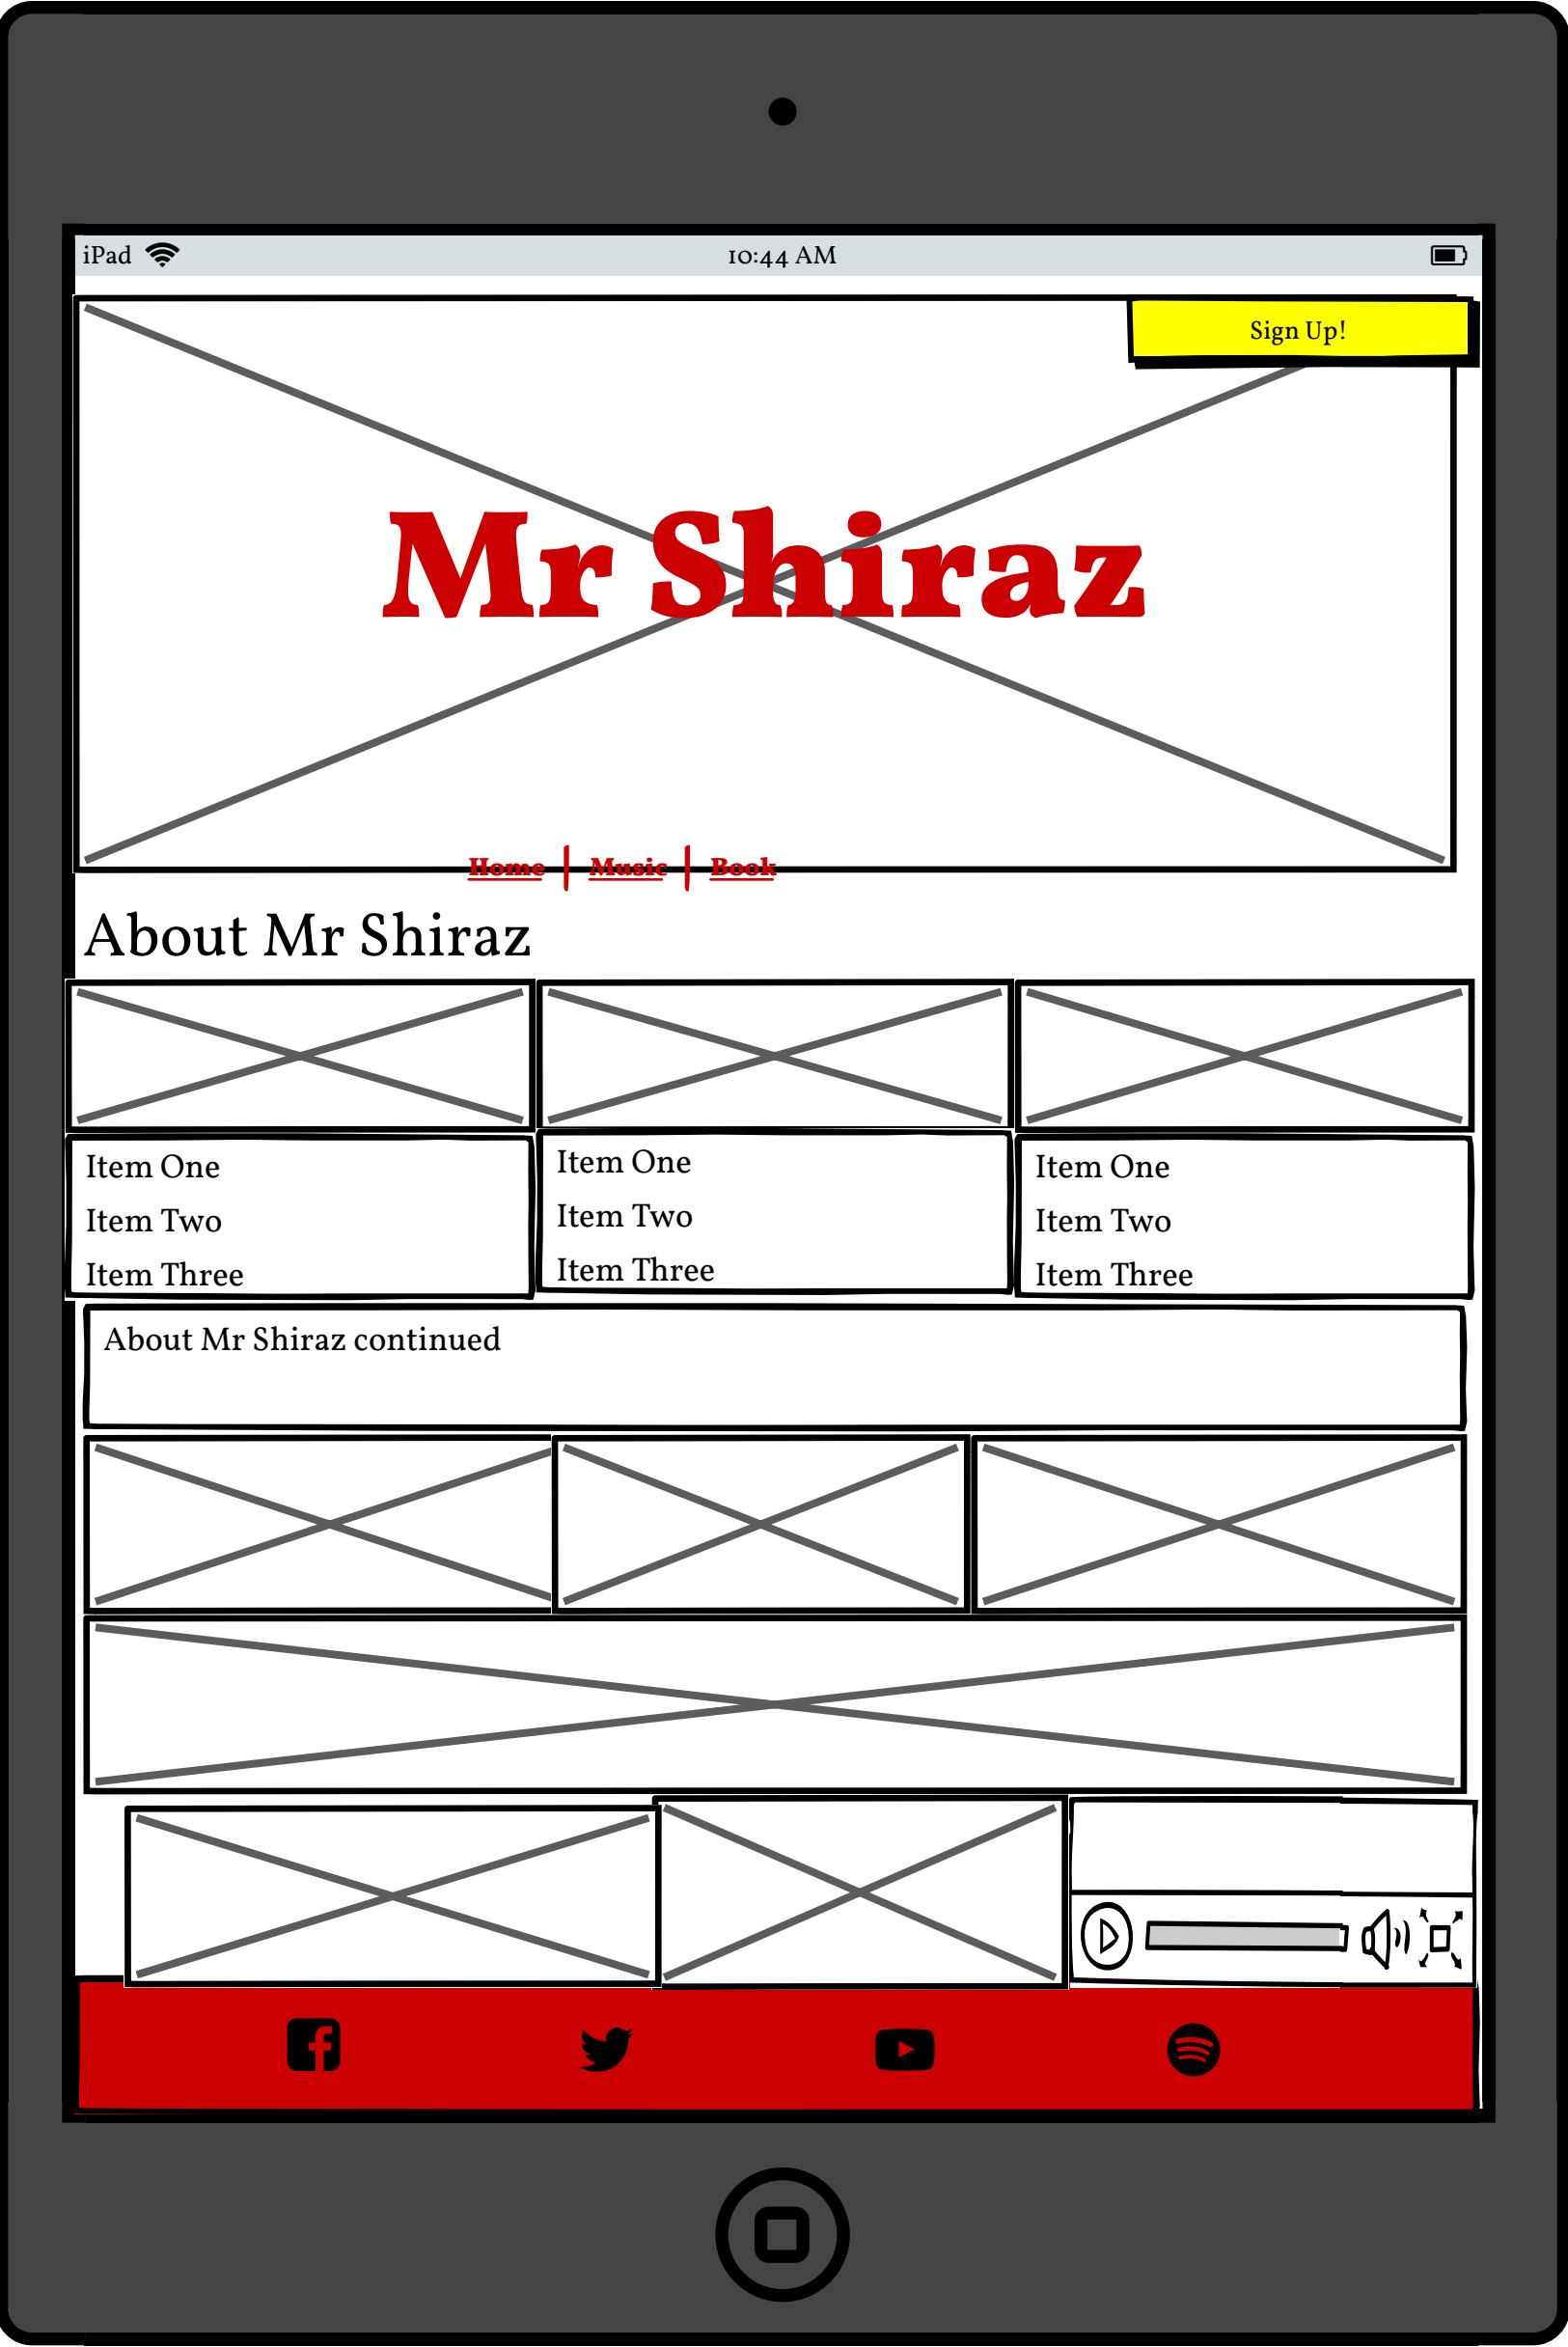 iPad 10:44 AM
Sign Up!
Mr Shiraz
Home | Music | Book
About Mr Shiraz
Item One
Item Two
Item Three
Item One
Item Two
Item Three
Item One
Item Two
Item Three
About Mr Shiraz continued